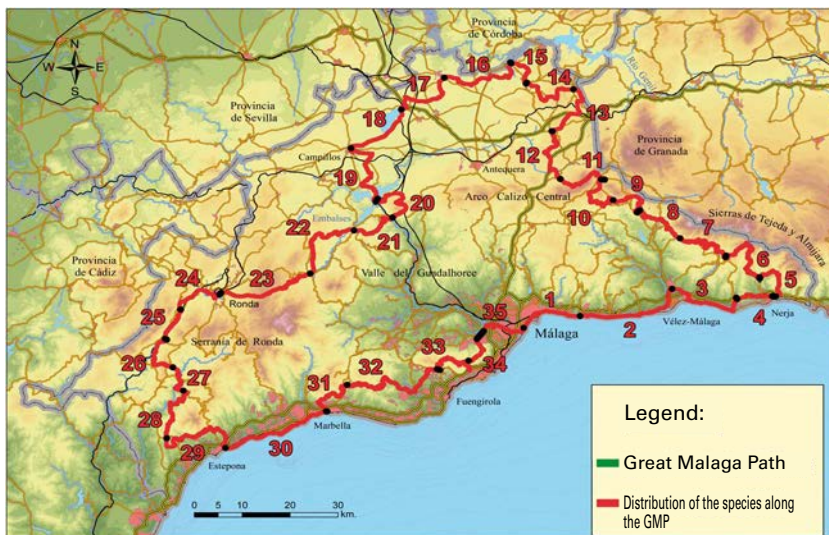 Provincia
de Córdoba
N
W E
S
Provincia
de Sevilla
Río Genil
Provincia
de Granada
Campillos
Antequera
Arco Calizo Central
Sierras de Tejeda y Almijara
Embalses
Provincia
de Cádiz
Valle del Guadalhorce
Ronda
Serranía de Ronda
Málaga
Vélez-Málaga
Nerja
Fuengirola
Marbella
Estepona
1
2
3
4
5
6
7
8
9
10
11
12
13
14
15
16
17
18
19
20
21
22
23
24
25
26
27
28
29
30
31
32
33
34
35
0 5 10 20 30
km.
Legend:
Great Malaga Path
Distribution of the species along
the GMP